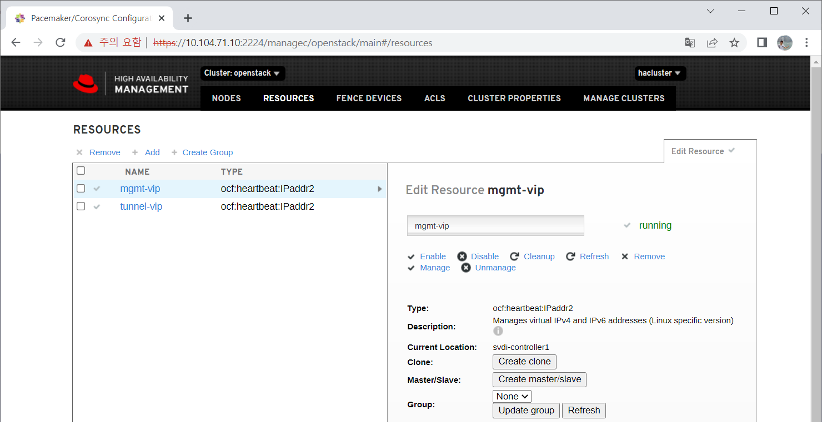 Pacemaker/Corosync Configurat
주의 요함 https://10.104.71.10:2224/managec/openstack/main#/resources
HIGH AVAILABILITY
MANAGEMENT
Cluster: openstack
hacluster
NODES RESOURCES FENCE DEVICES ACLS CLUSTER PROPERTIES MANAGE CLUSTERS
RESOURCES
Remove Add Create Group
Edit Resource
NAME TYPE
mgmt-vip ocf:heartbeat:IPaddr2
tunnel-vip ocf:heartbeat:IPaddr2
Edit Resource mgmt-vip
mgmt-vip
running
Enable Disable Cleanup Refresh Remove
Manage Unmanage
Type: ocf:heartbeat:IPaddr2
Description: Manages virtual IPv4 and IPv6 addresses (Linux specific version)
Current Location: svdi-controller1
Clone: Create clone
Master/Slave: Create master/slave
Group: None
Update group Refresh